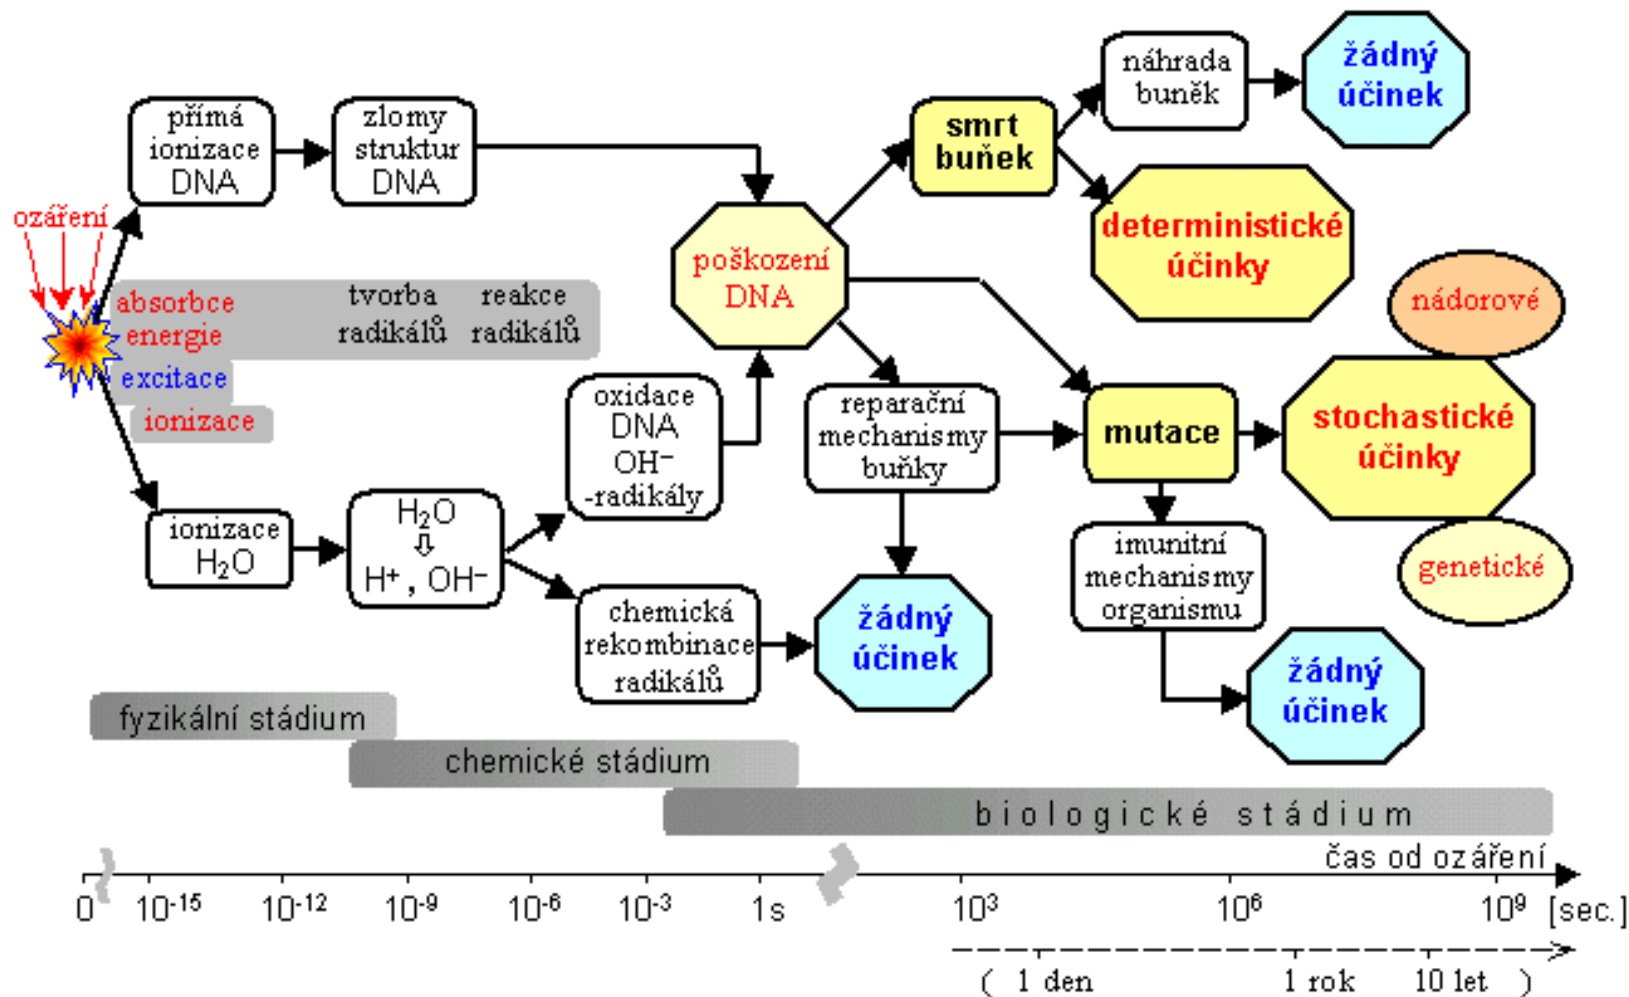 ozáření
přímá
ionizace
DNA
zlomy
struktur
DNA
absorbce
energie
excitace
ionizace
tvorba
radikálů
reakce
radikálů
ionizace
H₂O
H₂O
⇩
H⁺, OH⁻
oxidace
DNA
OH⁻
-radikály
chemická
rekombinace
radikálů
žádný
účinek
poškození
DNA
smrt
buňek
náhrada
buněk
žádný
účinek
deterministické
účinky
reparační
mechanismy
buňky
mutace
stochastické
účinky
nádorové
genetické
imunitní
mechanismy
organismu
žádný
účinek
fyzikální stádium
chemické stádium
biologické stádium
čas od ozáření
0 10⁻¹⁵ 10⁻¹² 10⁻⁹ 10⁻⁶ 10⁻³ 1s 10³ 10⁶ 10⁹ [sec.]
( 1 den 1 rok 10 let )